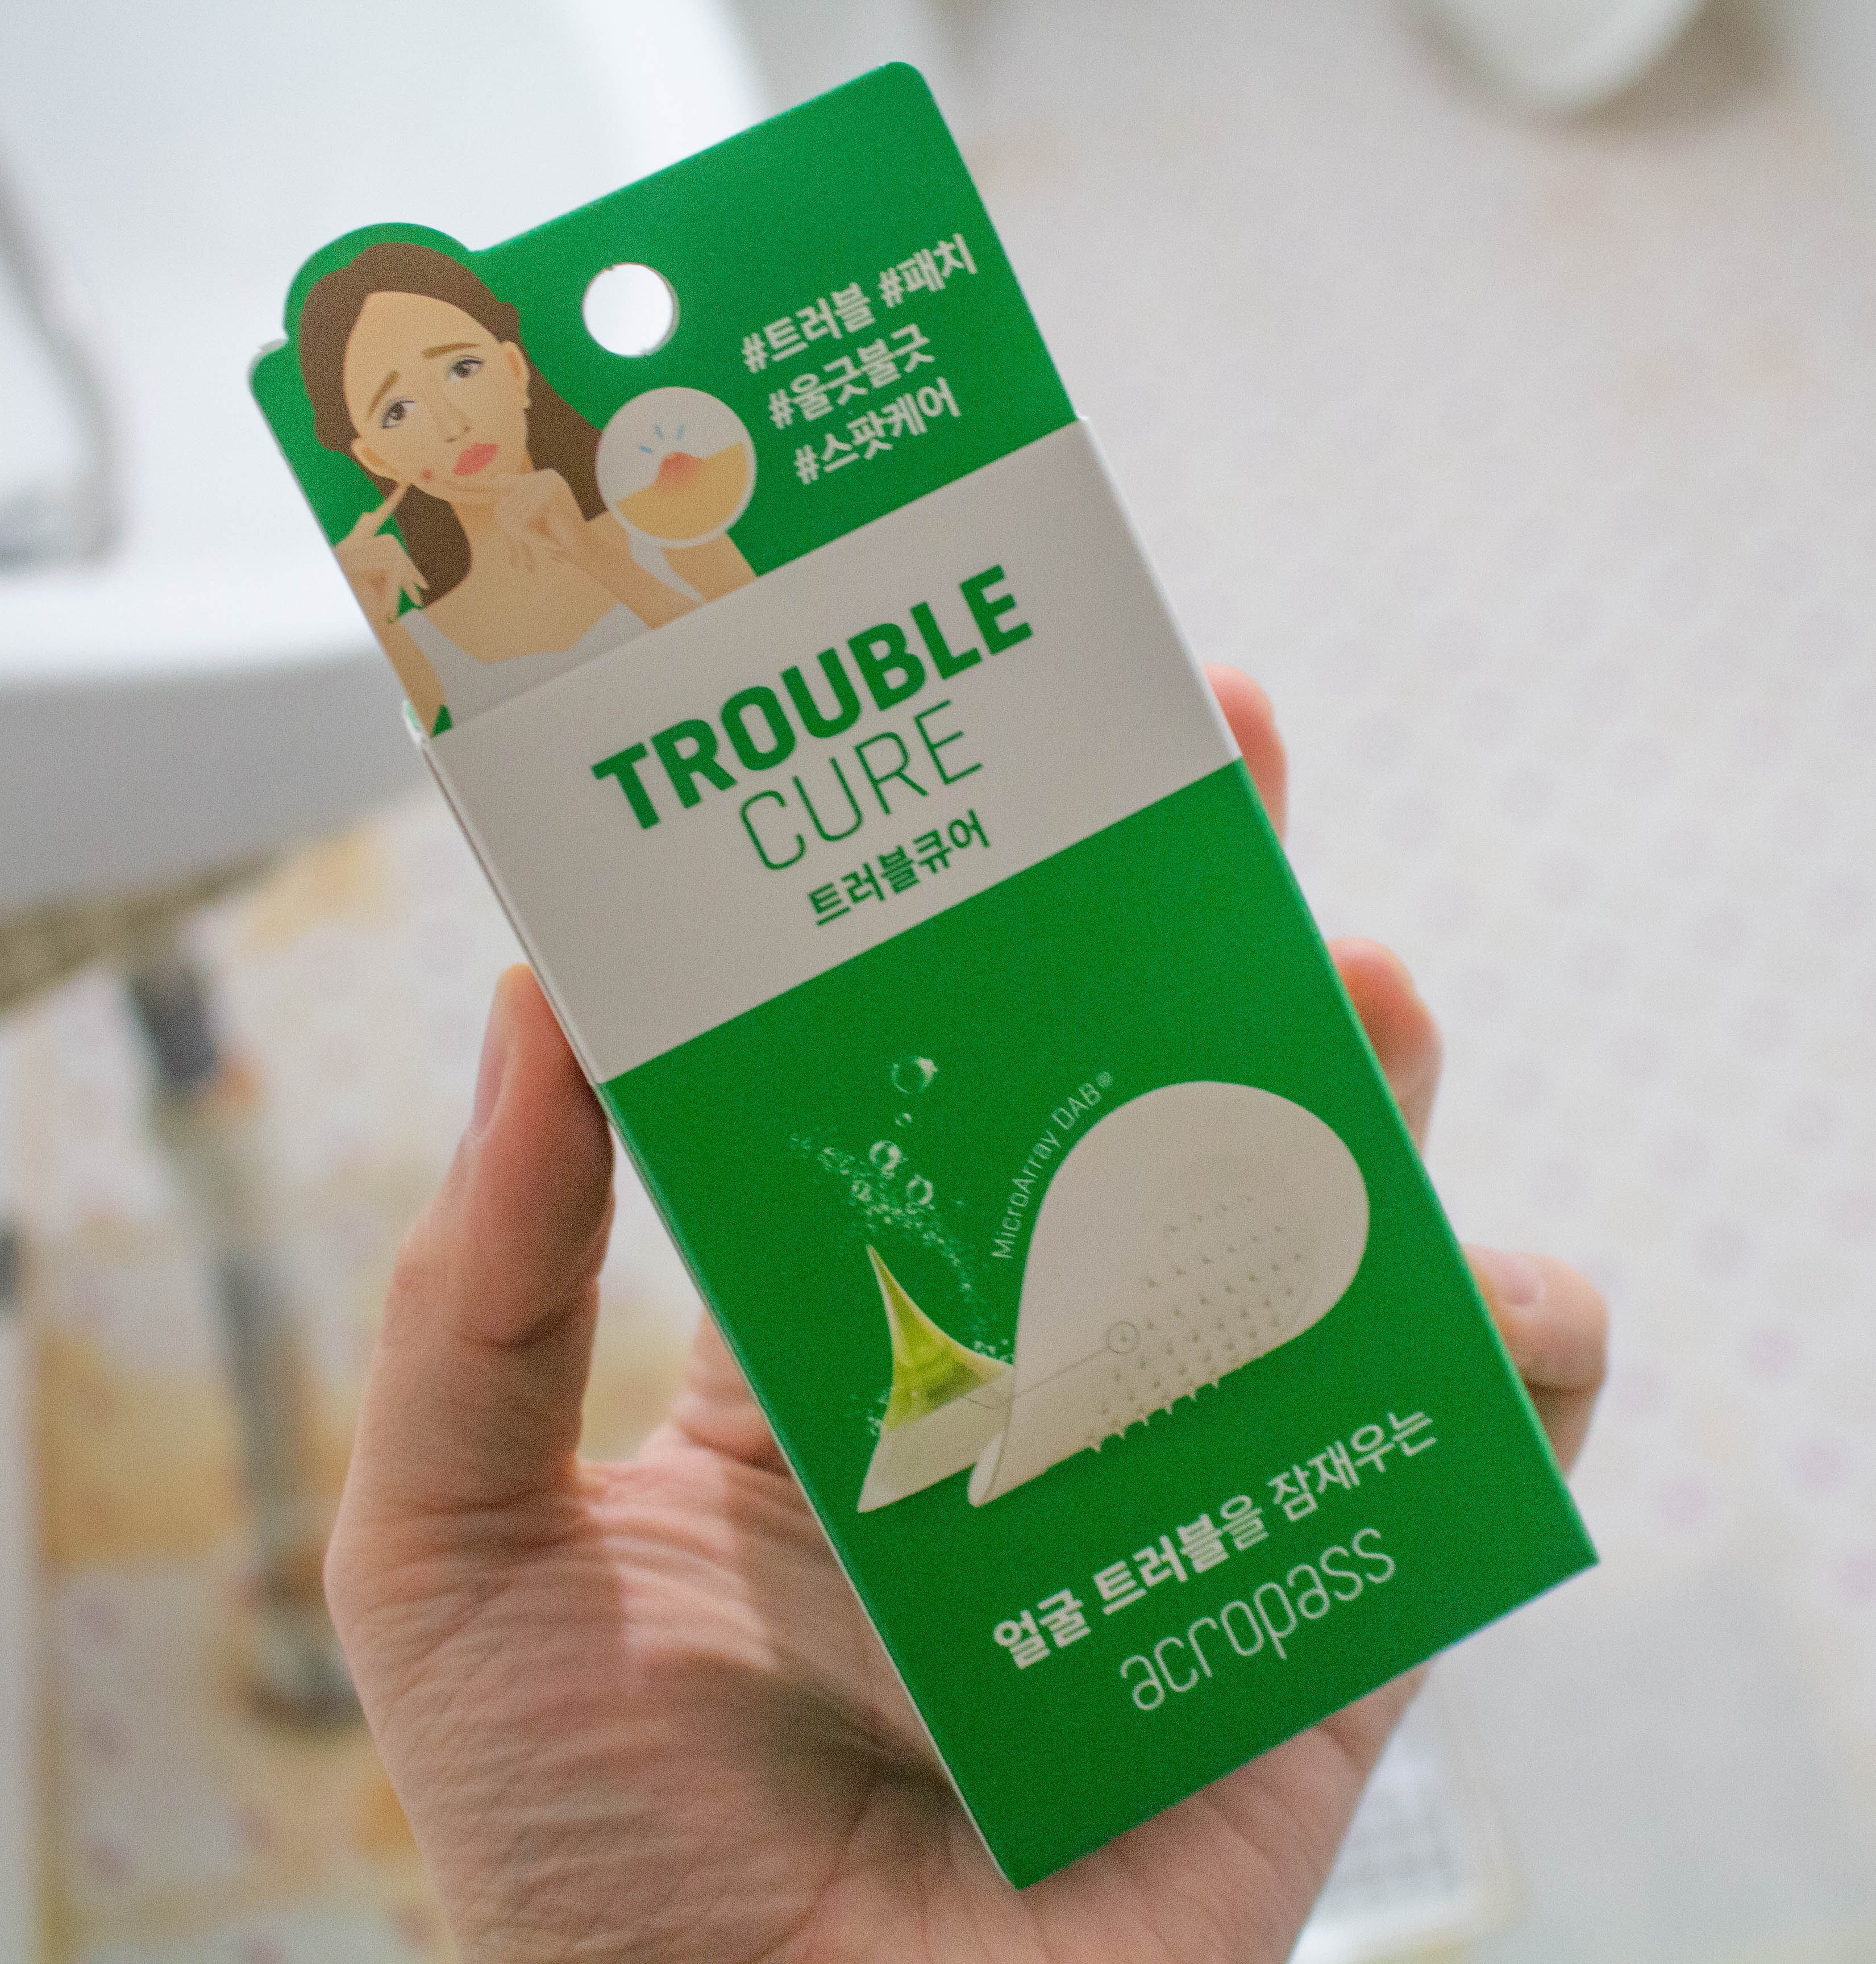 #트러블 #패치
#울긋불긋
#스팟케어
TROUBLE
CURE
트러블큐어
MicroArray DAB®
얼굴 트러블을 잠재우는
acropass